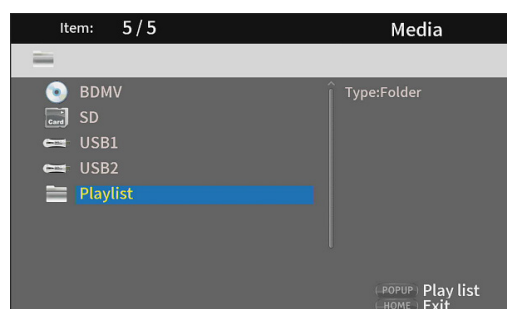 Item: 5/5 Media
BDMV
Type:Folder
Card SD
USB1
USB2
Playlist
POPUP Play list
HOME Exit